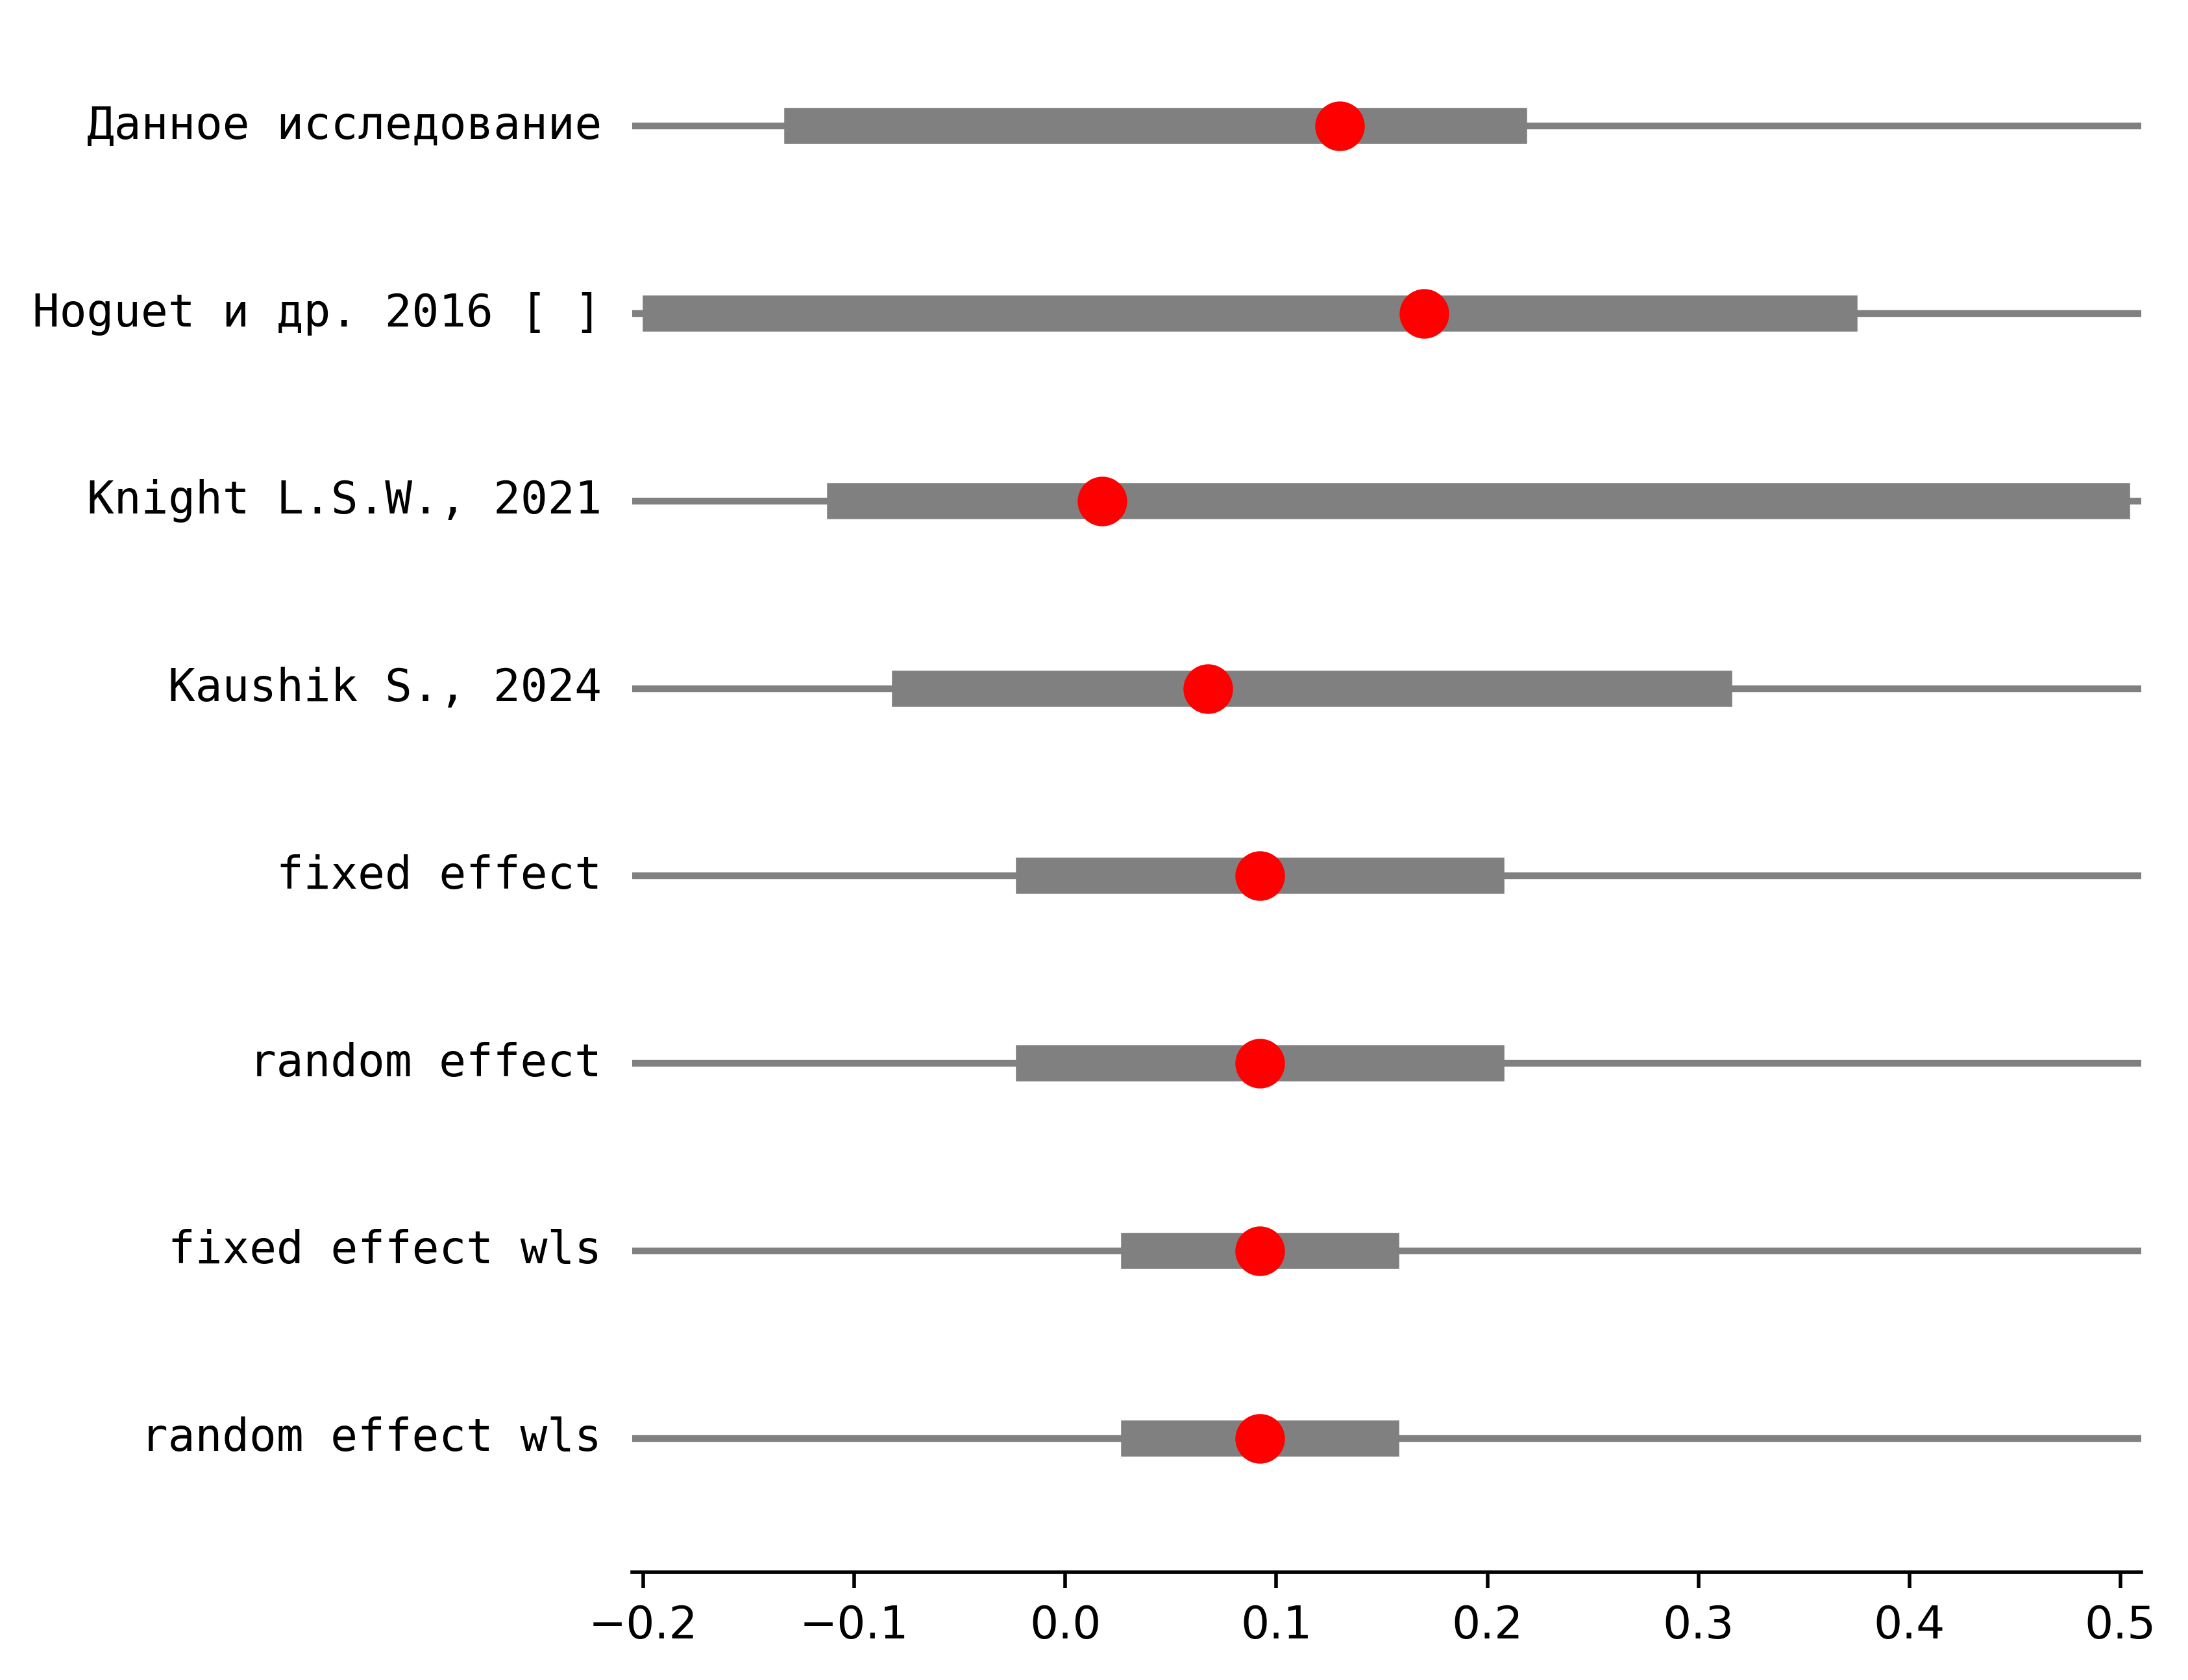 Данное исследование
Hoguet и др. 2016 [ ]
Knight L.S.W., 2021
Kaushik S., 2024
fixed effect
random effect
fixed effect wls
random effect wls
−0.2 −0.1 0.0 0.1 0.2 0.3 0.4 0.5